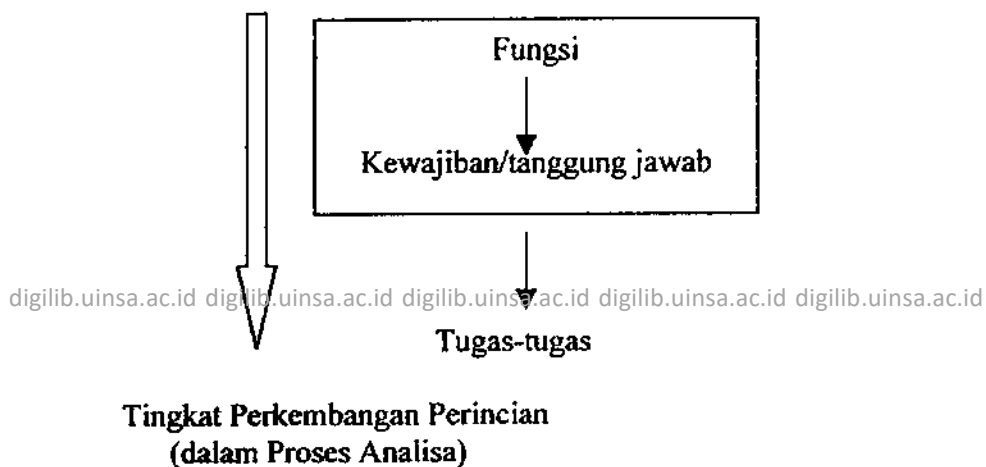 Fungsi
Kewajiban/tanggung jawab
digilib.uinsa.ac.id digilib.uinsa.ac.id digilib.uinsa.ac.id digilib.uinsa.ac.id digilib.uinsa.ac.id
Tugas-tugas
Tingkat Perkembangan Perincian
(dalam Proses Analisa)